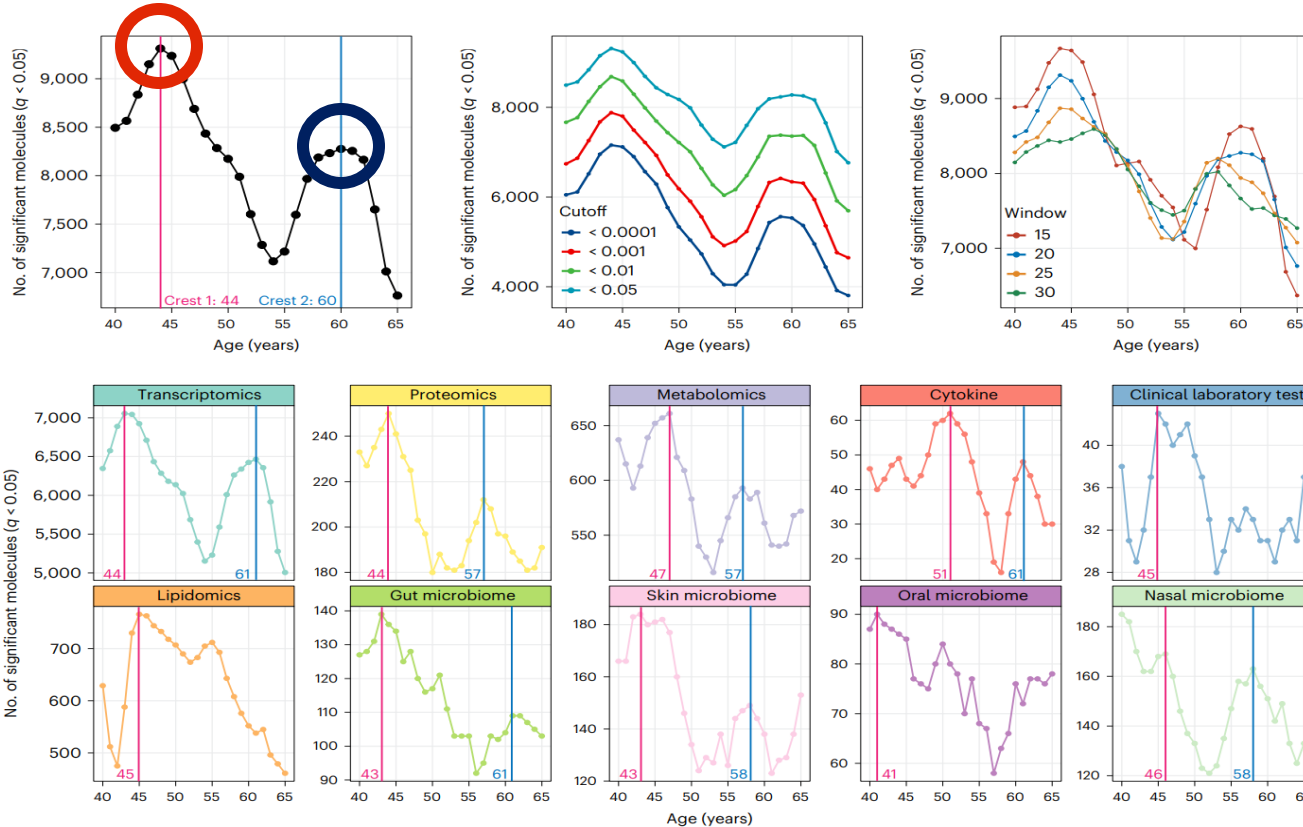 No. of significant molecules (q < 0.05)
9,000
8,500
8,000
7,500
7,000
Crest 1: 44 Crest 2: 60
40 45 50 55 60 65
Age (years)
No. of significant molecules (q < 0.05)
8,000
6,000
4,000
Cutoff
< 0.0001
< 0.001
< 0.01
< 0.05
40 45 50 55 60 65
Age (years)
No. of significant molecules (q < 0.05)
9,000
8,000
7,000
Window
15
20
25
30
40 45 50 55 60 65
Age (years)
No. of significant molecules (q < 0.05)
Transcriptomics
7,000
6,500
6,000
5,500
5,000
44 61
Proteomics
240
220
200
180
44 57
Metabolomics
650
600
550
47 57
Cytokine
60
50
40
30
20
51 61
Clinical laboratory test
40
36
32
28
45
Lipidomics
700
600
500
45
40 45 50 55 60 65
Gut microbiome
140
130
120
110
100
90
43 61
40 45 50 55 60 65
Skin microbiome
180
160
140
120
43 58
40 45 50 55 60 65
Oral microbiome
90
80
70
60
41
40 45 50 55 60 65
Nasal microbiome
180
160
140
120
46 58
40 45 50 55 60
Age (years)